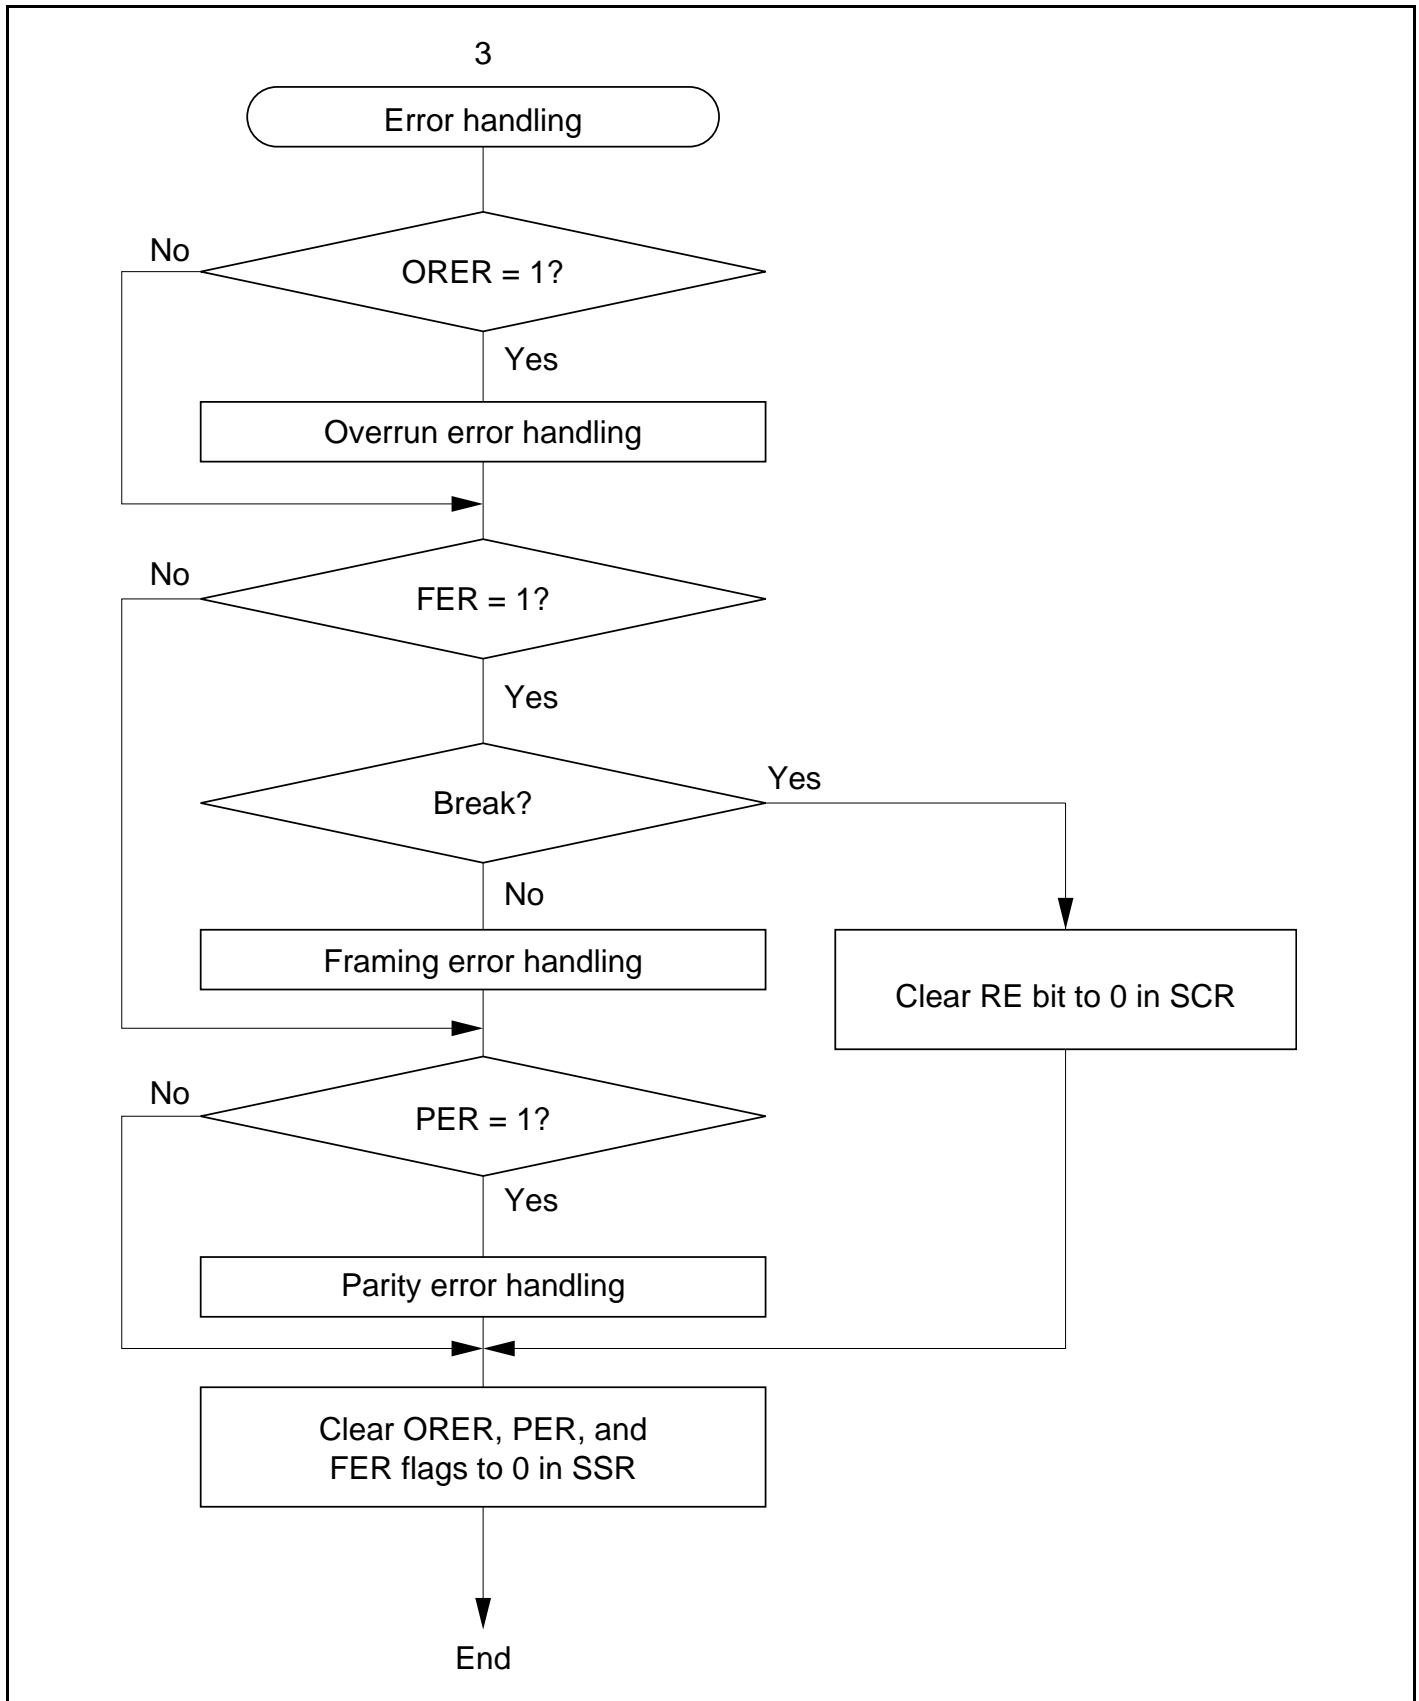 3
Error handling
No
ORER = 1?
Yes
Overrun error handling
No
FER = 1?
Yes
Break?
Yes
No
Framing error handling
Clear RE bit to 0 in SCR
No
PER = 1?
Yes
Parity error handling
Clear ORER, PER, and
FER flags to 0 in SSR
End